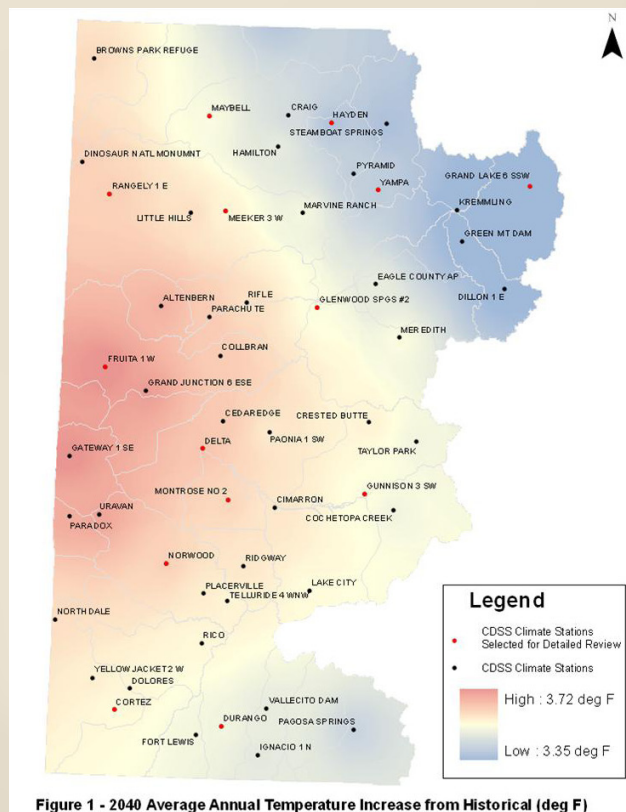 N
BROWNS PARK REFUGE
MAYBELL
CRAIG
HAYDEN
STEAMBOAT SPRINGS
HAMILTON
DINOSAUR NATL MONUMNT
PYRAMID
GRAND LAKE 6 SSW
RANGELY 1 E
YAMPA
LITTLE HILLS
MEEKER 3 W
MARVINE RANCH
KREMMLING
GREEN MT DAM
EAGLE COUNTY AP
DILLON 1 E
ALTENBERN
RIFLE
PARACHUTE
GLENWOOD SPGS #2
MEREDITH
COLLBRAN
FRUITA 1 W
GRAND JUNCTION 6 ESE
CEDAREDGE
CRESTED BUTTE
PAONIA 1 SW
DELTA
TAYLOR PARK
GATEWAY 1 SE
GUNNISON 3 SW
MONTROSE NO 2
CIMARRON
URAVAN
COCHETOPA CREEK
PARADOX
NORWOOD
RIDGWAY
PLACERVILLE
LAKE CITY
TELLURIDE 4 WNW
NORTHDALE
RICO
YELLOW JACKET 2 W
DOLORES
CORTEZ
VALLECITO DAM
DURANGO
PAGOSA SPRINGS
FORT LEWIS
IGNACIO 1 N
Legend
CDSS Climate Stations
Selected for Detailed Review
CDSS Climate Stations
High : 3.72 deg F
Low : 3.35 deg F
Figure 1 - 2040 Average Annual Temperature Increase from Historical (deg F)